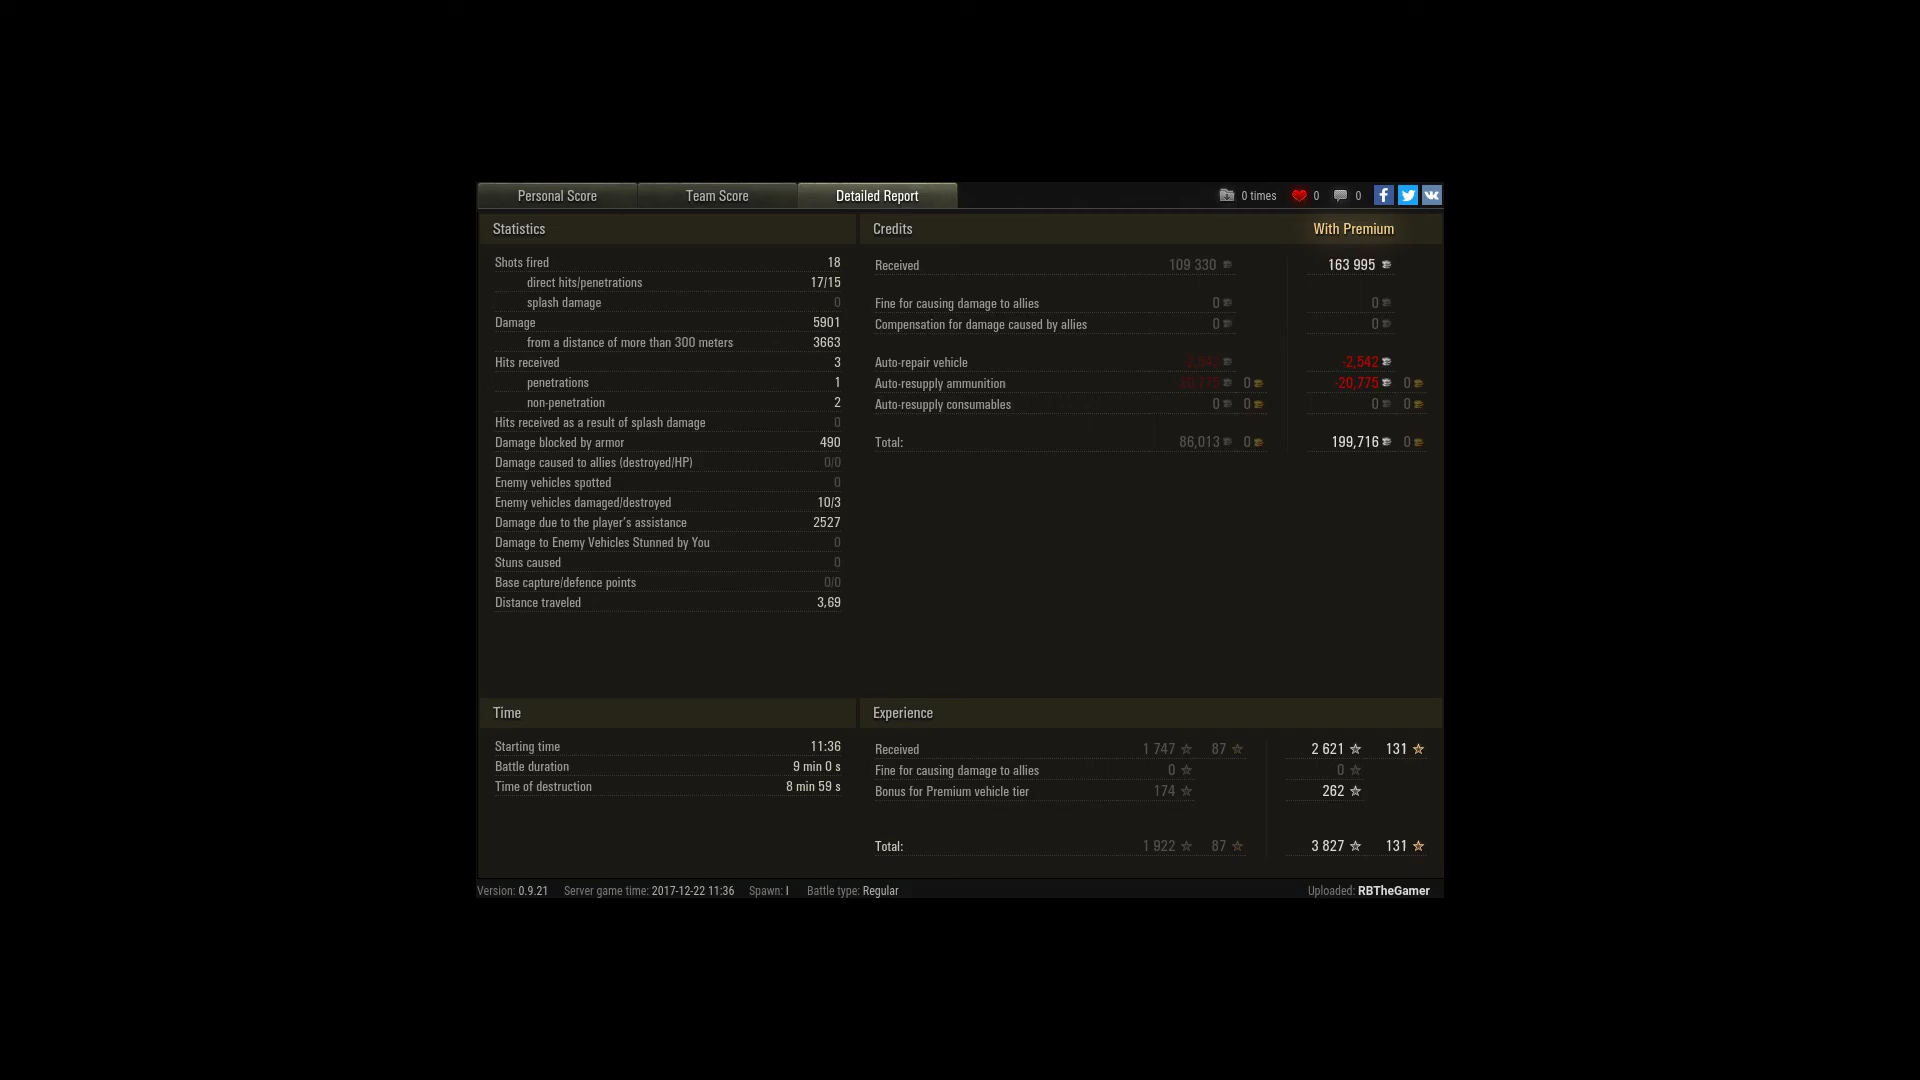 Personal Score Team Score Detailed Report 0 times 0 0
Statistics
Shots fired 18
direct hits/penetrations 17/15
splash damage 0
Damage 5901
from a distance of more than 300 meters 3663
Hits received 3
penetrations 1
non-penetration 2
Hits received as a result of splash damage 0
Damage blocked by armor 490
Damage caused to allies (destroyed/HP) 0/0
Enemy vehicles spotted 0
Enemy vehicles damaged/destroyed 10/3
Damage due to the player's assistance 2527
Damage to Enemy Vehicles Stunned by You 0
Stuns caused 0
Base capture/defence points 0/0
Distance traveled 3,69
Credits With Premium
Received 109 330 163 995
Fine for causing damage to allies 0 0
Compensation for damage caused by allies 0 0
Auto-repair vehicle -2,542 -2,542
Auto-resupply ammunition -20,775 0 -20,775 0
Auto-resupply consumables 0 0 0 0
Total: 86,013 0 199,716 0
Time
Starting time 11:36
Battle duration 9 min 0 s
Time of destruction 8 min 59 s
Experience
Received 1 747 87 2 621 131
Fine for causing damage to allies 0 0
Bonus for Premium vehicle tier 174 262
Total: 1 922 87 3 827 131
Version: 0.9.21 Server game time: 2017-12-22 11:36 Spawn: I Battle type: Regular Uploaded: RBTheGamer